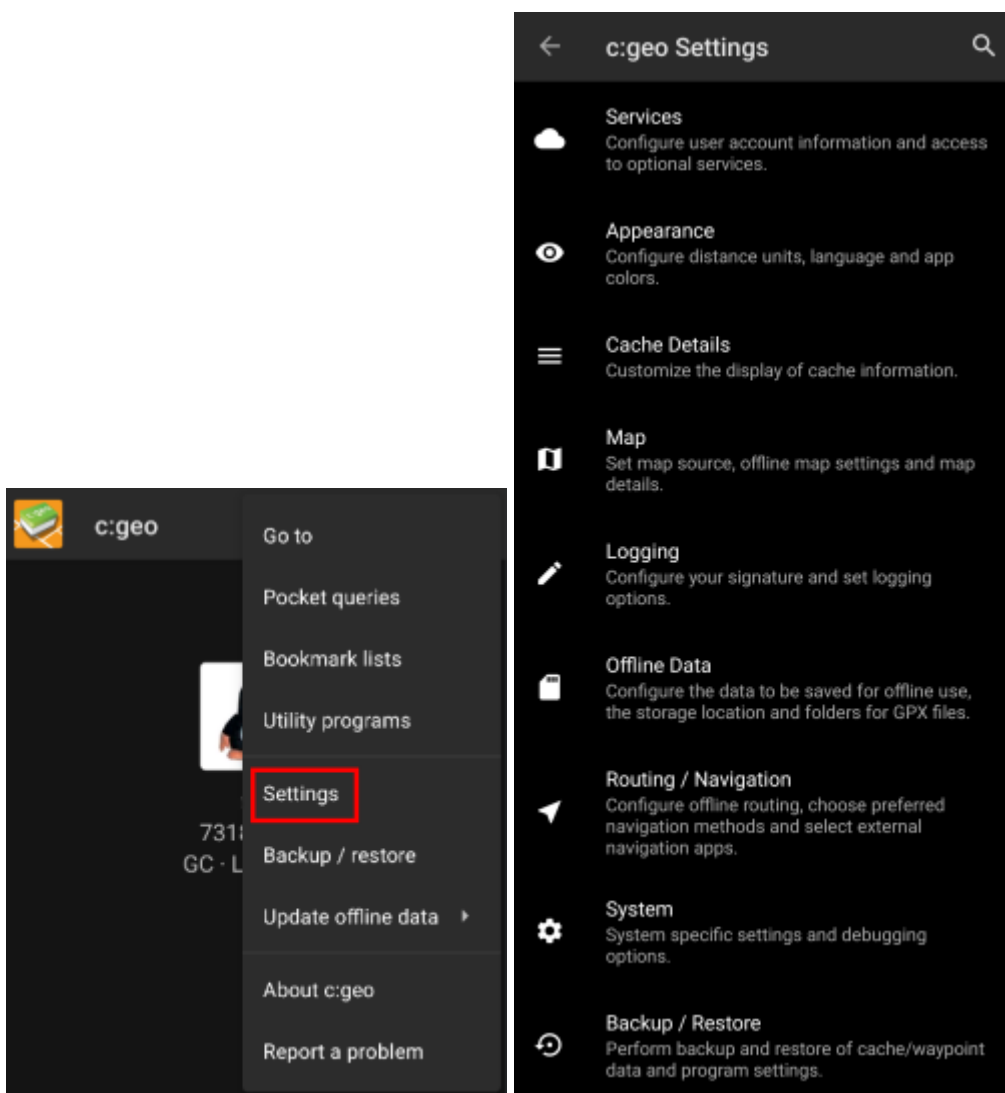 c:geo
Go to
Pocket queries
Bookmark lists
Utility programs
Settings
Backup / restore
Update offline data
About c:geo
Report a problem
731
GC · L
c:geo Settings
Services
Configure user account information and access
to optional services.
Appearance
Configure distance units, language and app
colors.
Cache Details
Customize the display of cache information.
Map
Set map source, offline map settings and map
details.
Logging
Configure your signature and set logging
options.
Offline Data
Configure the data to be saved for offline use,
the storage location and folders for GPX files.
Routing / Navigation
Configure offline routing, choose preferred
navigation methods and select external
navigation apps.
System
System specific settings and debugging
options.
Backup / Restore
Perform backup and restore of cache/waypoint
data and program settings.